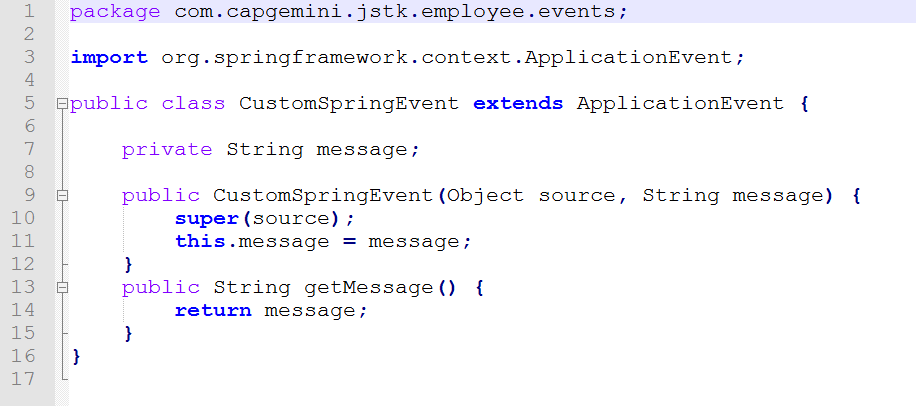 1 package com.capgemini.jstk.employee.events;
2
3 import org.springframework.context.ApplicationEvent;
4
5 public class CustomSpringEvent extends ApplicationEvent {
6
7     private String message;
8
9     public CustomSpringEvent(Object source, String message) {
10         super(source);
11         this.message = message;
12     }
13     public String getMessage() {
14         return message;
15     }
16 }
17